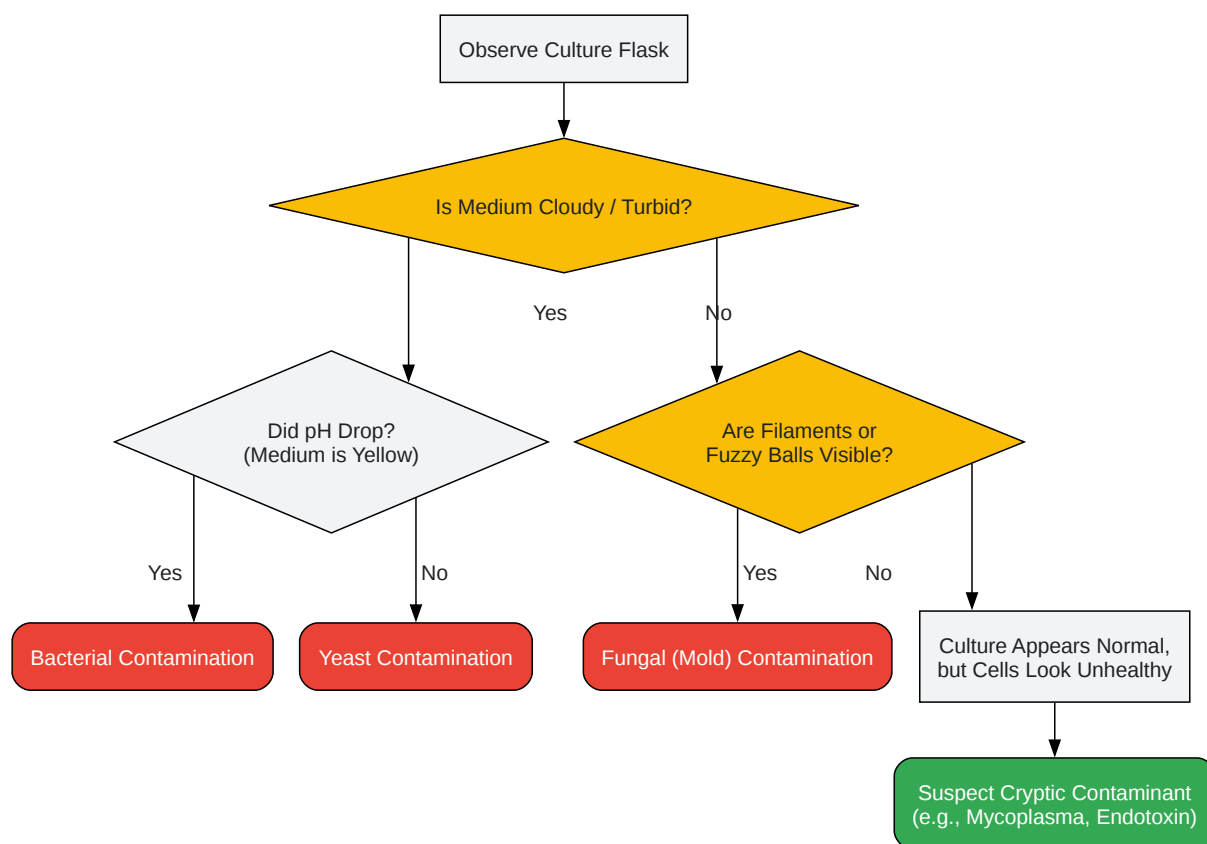 Observe Culture Flask
Is Medium Cloudy / Turbid?
Yes
No
Did pH Drop?
(Medium is Yellow)
Are Filaments or
Fuzzy Balls Visible?
Yes
No
Yes
No
Bacterial Contamination
Yeast Contamination
Fungal (Mold) Contamination
Culture Appears Normal,
but Cells Look Unhealthy
Suspect Cryptic Contaminant
(e.g., Mycoplasma, Endotoxin)